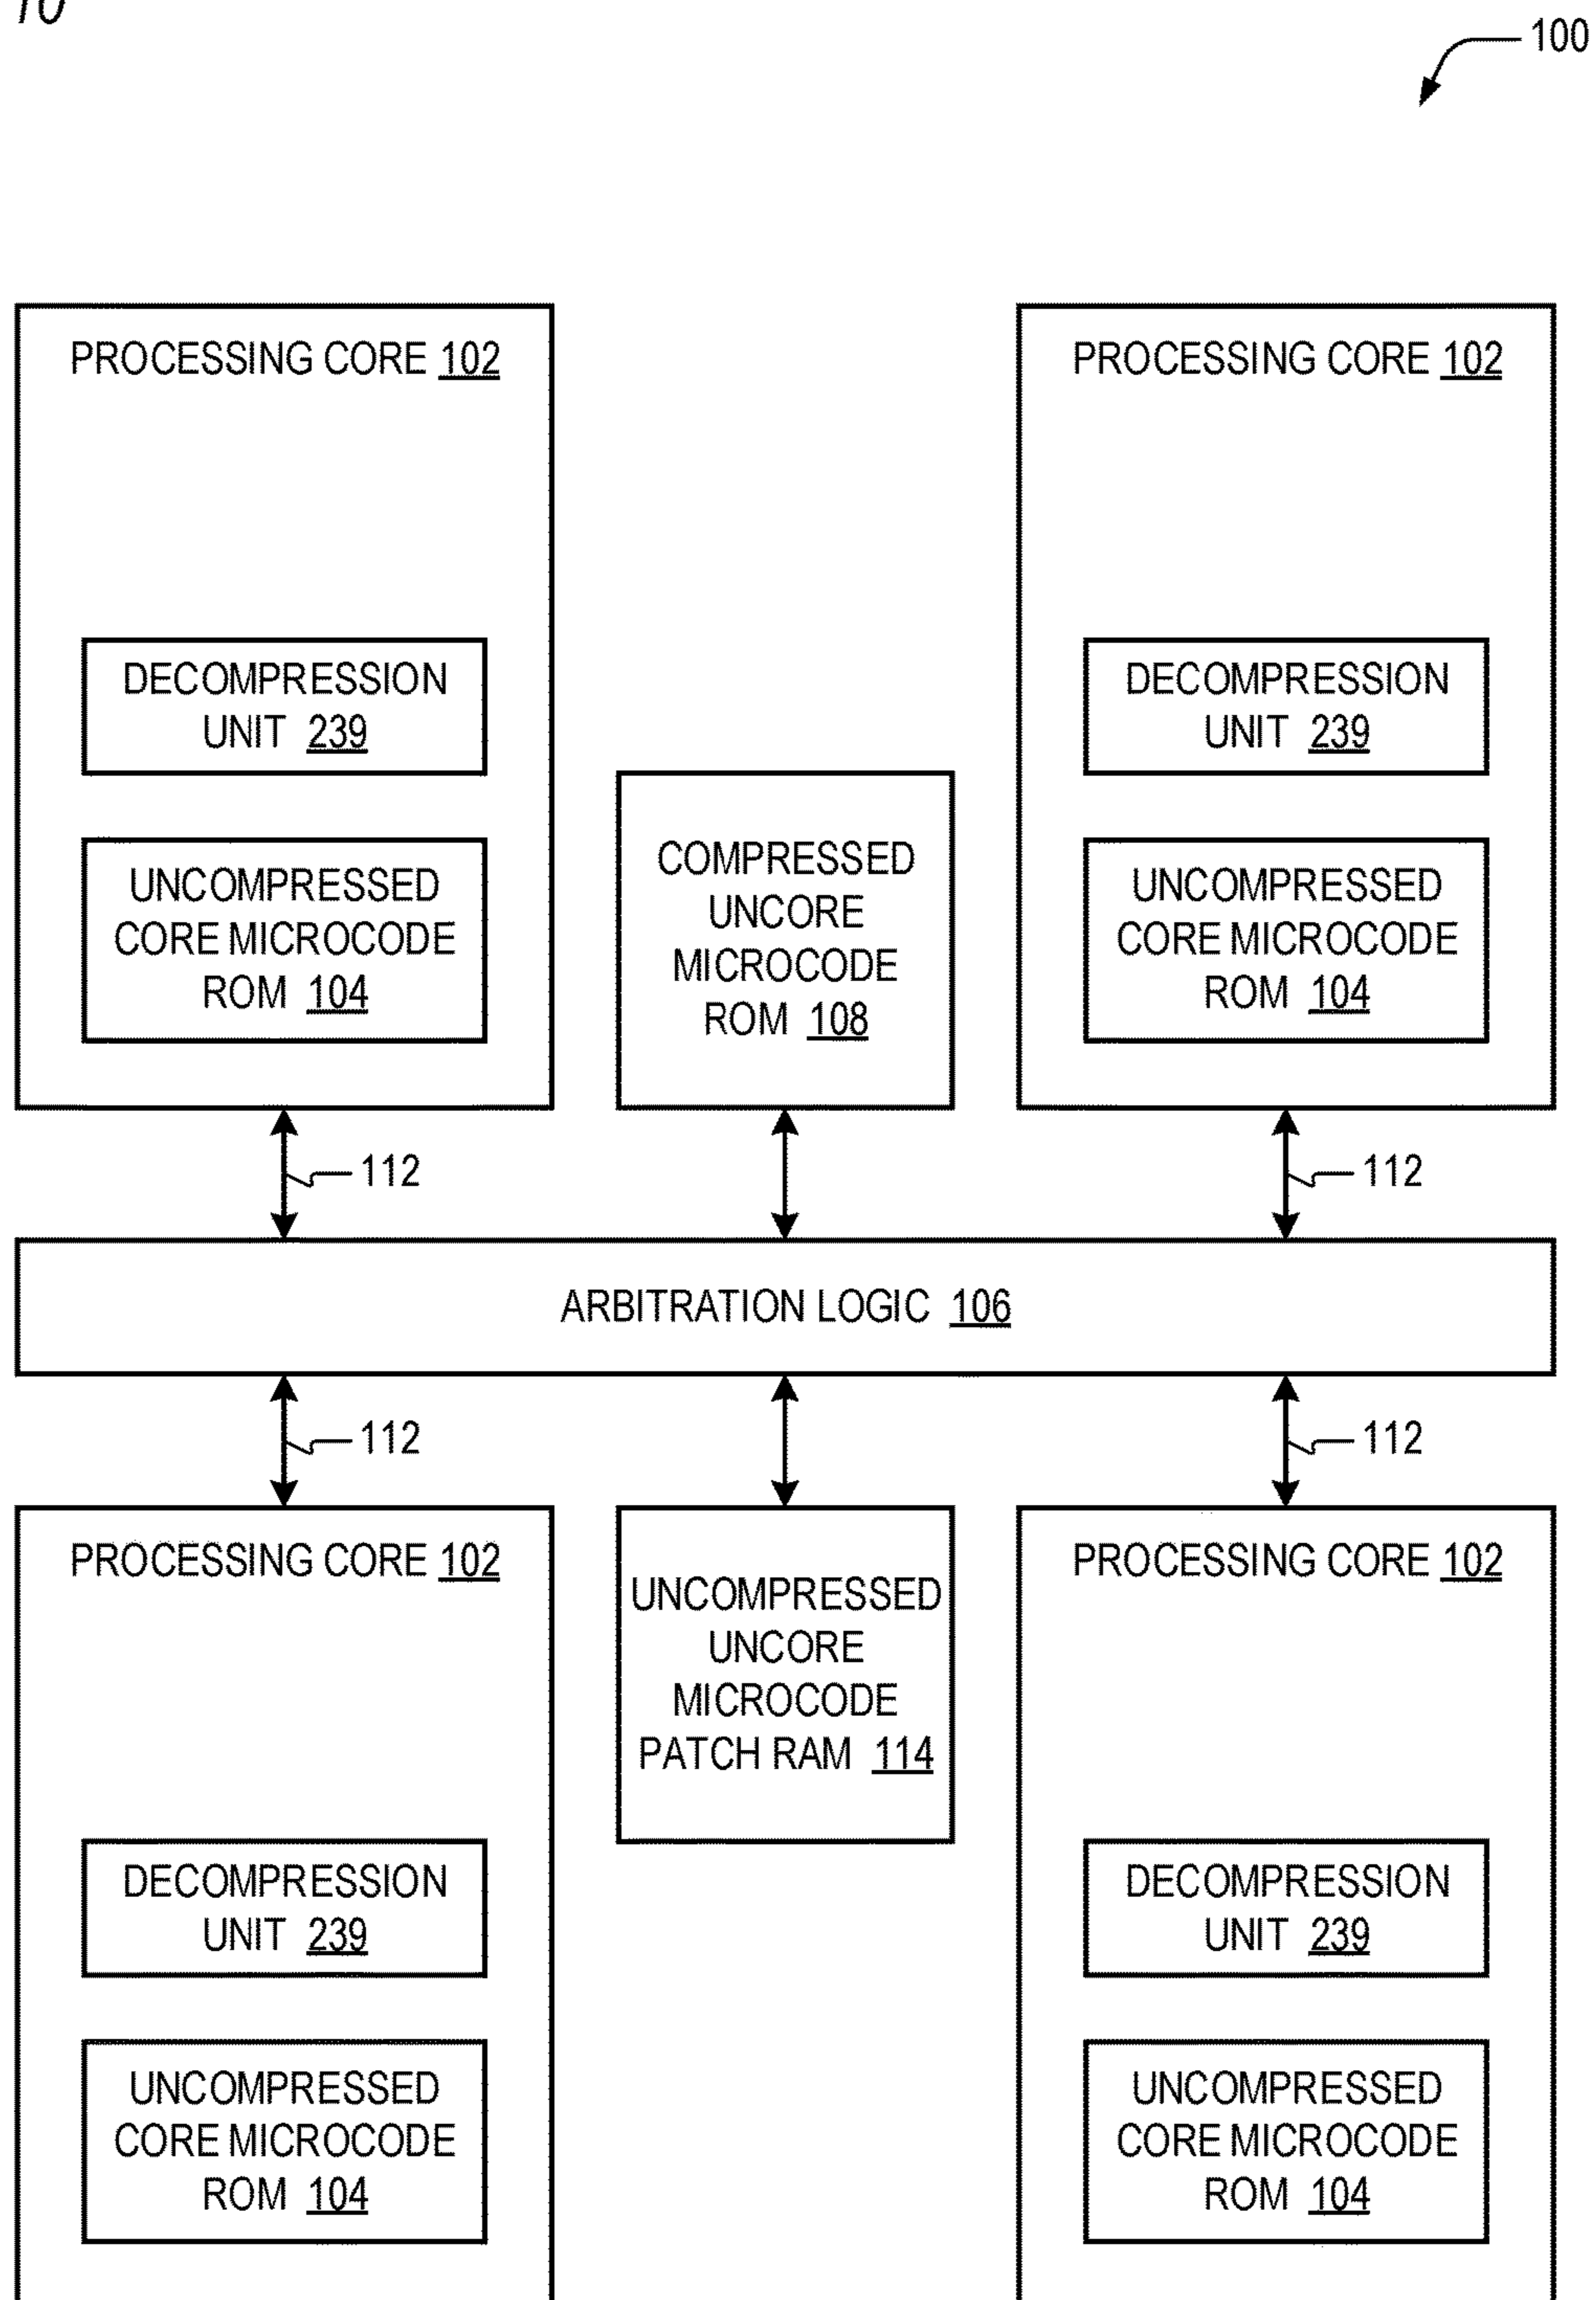 10
100
PROCESSING CORE 102
PROCESSING CORE 102
DECOMPRESSION
UNIT 239
DECOMPRESSION
UNIT 239
UNCOMPRESSED
CORE MICROCODE
ROM 104
COMPRESSED
UNCORE
MICROCODE
ROM 108
UNCOMPRESSED
CORE MICROCODE
ROM 104
112
112
ARBITRATION LOGIC 106
112
112
PROCESSING CORE 102
UNCOMPRESSED
UNCORE
MICROCODE
PATCH RAM 114
PROCESSING CORE 102
DECOMPRESSION
UNIT 239
DECOMPRESSION
UNIT 239
UNCOMPRESSED
CORE MICROCODE
ROM 104
UNCOMPRESSED
CORE MICROCODE
ROM 104